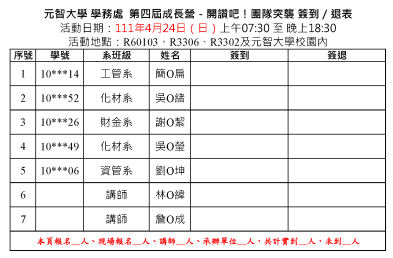 元智大學 學務處 第四屆成長營－開讚吧！團隊突襲 簽到 / 退表
活動日期：111年4月24日（日）上午07:30 至 晚上18:30
活動地點：R60103、R3306、R3302及元智大學校園內
序號 學號 系班級 姓名 簽到 簽退
1 10***14 工管系 簡O扁
2 10***52 化材系 吳O緒
3 10***26 財金系 謝O絜
4 10***49 化材系 吳O瑩
5 10***06 資管系 劉O坤
6 講師 林O緯
7 講師 詹O成
本頁報名__人、現場報名__人、講師__人、承辦單位__人，共計實到__人，未到__人